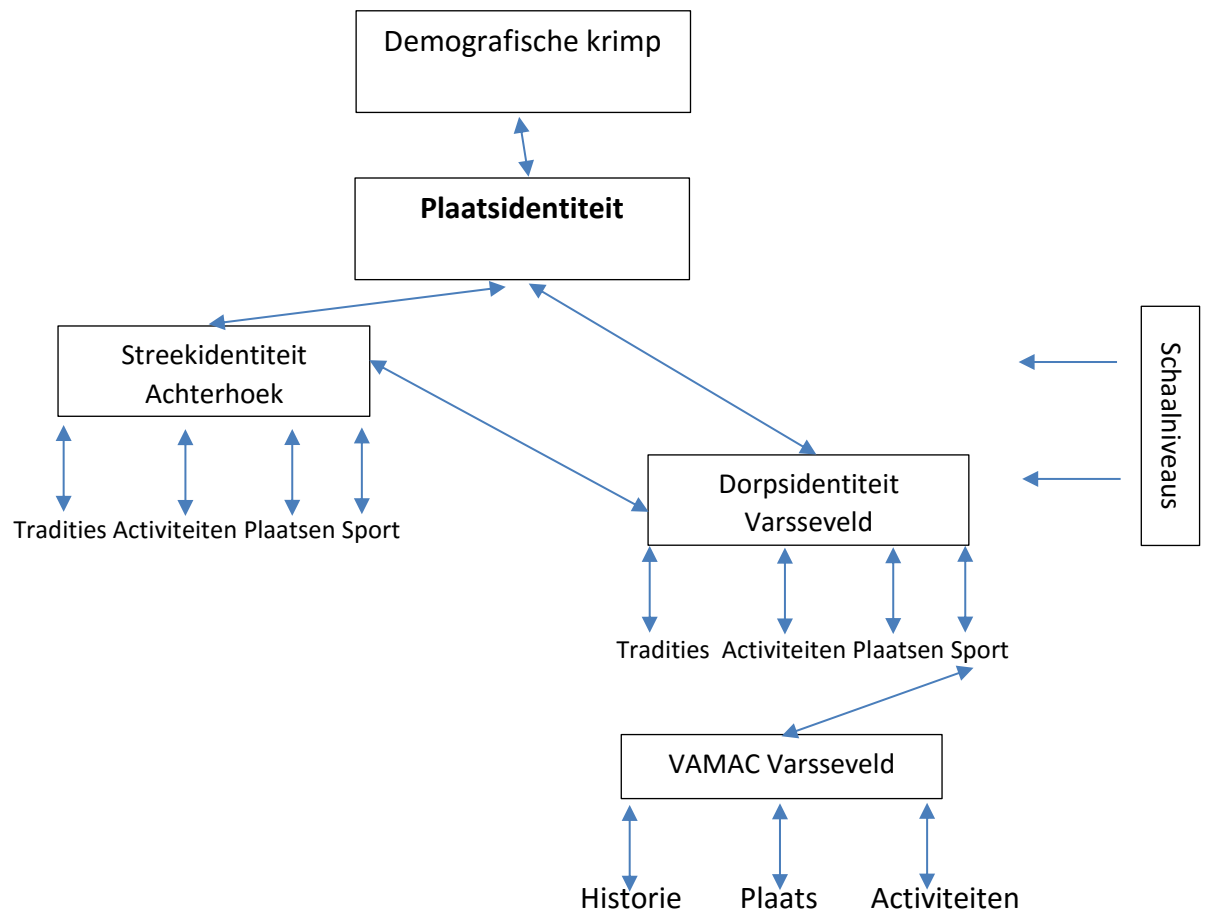 Demografische krimp
Plaatsidentiteit
Streekidentiteit
Achterhoek
Schaalniveaus
Tradities Activiteiten Plaatsen Sport
Dorpsidentiteit
Varsseveld
Tradities Activiteiten Plaatsen Sport
VAMAC Varsseveld
Historie Plaats Activiteiten